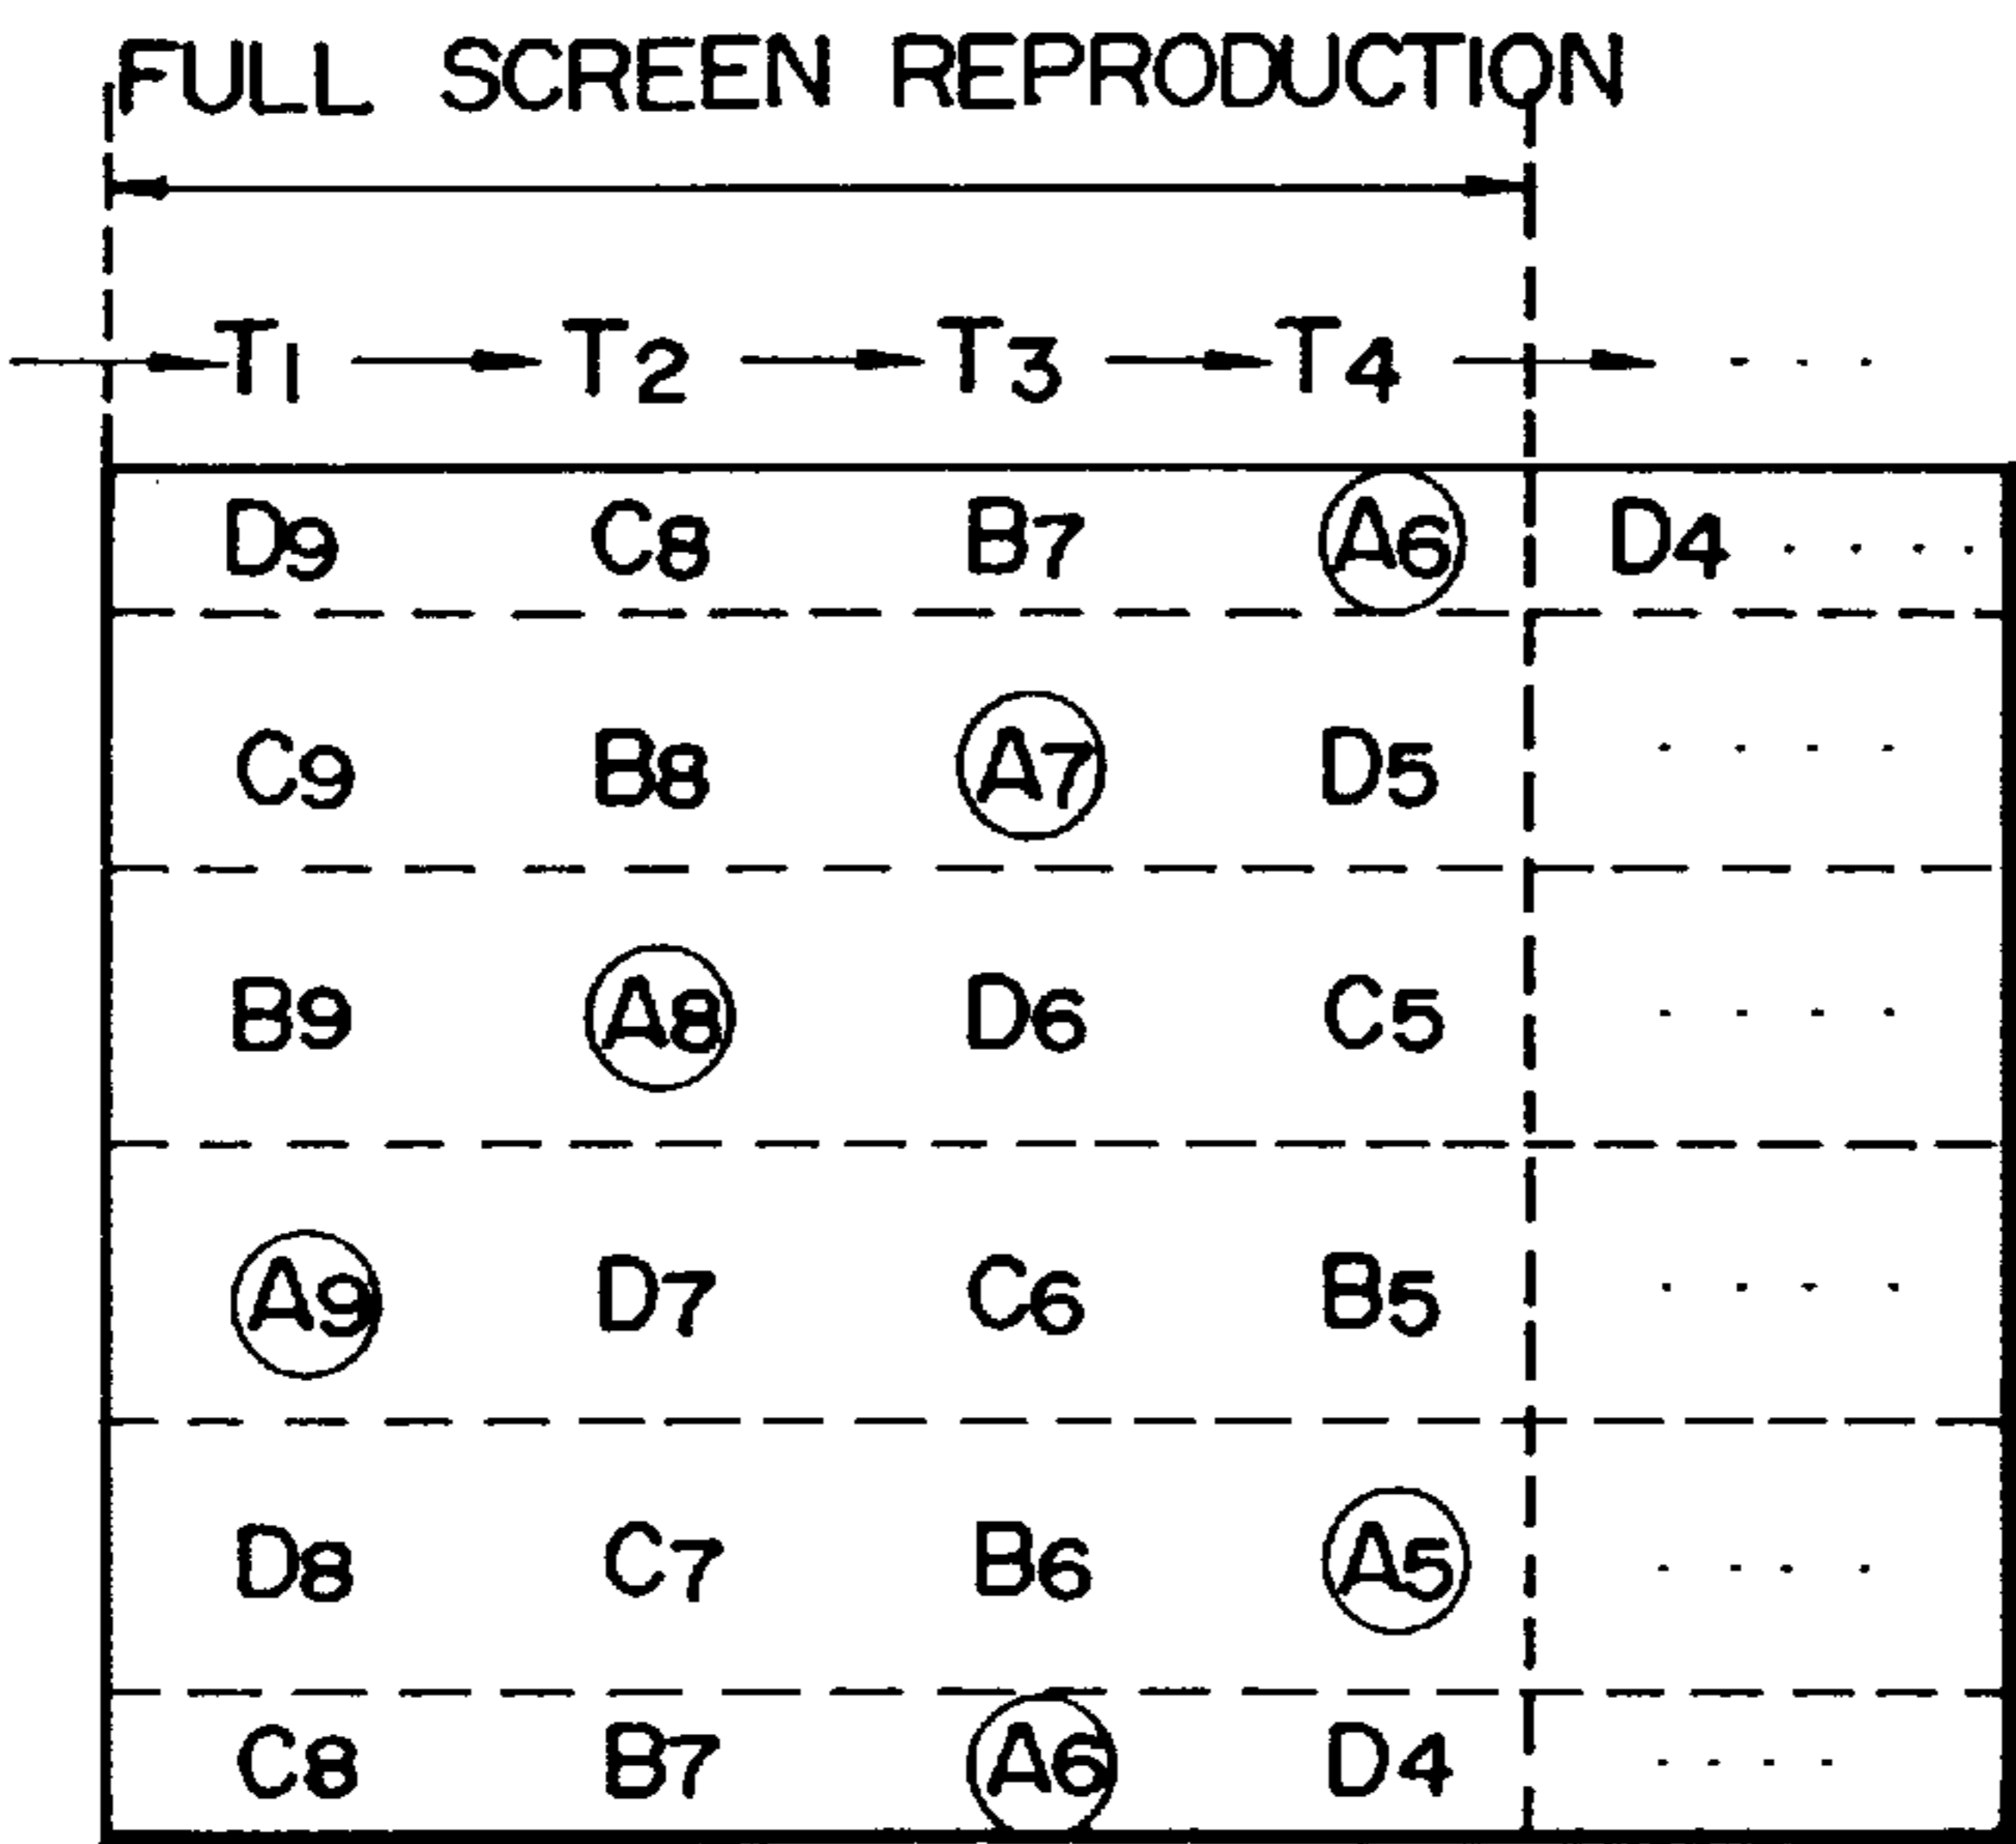 FULL SCREEN REPRODUCTION
T1 T2 T3 T4 . . .
D9 C8 B7 A6 D4 . . . .
C9 B8 A7 D5 . . . .
B9 A8 D6 C5 . . . .
A9 D7 C6 B5 . . . .
D8 C7 B6 A5 . . . .
C8 B7 A6 D4 . . . .